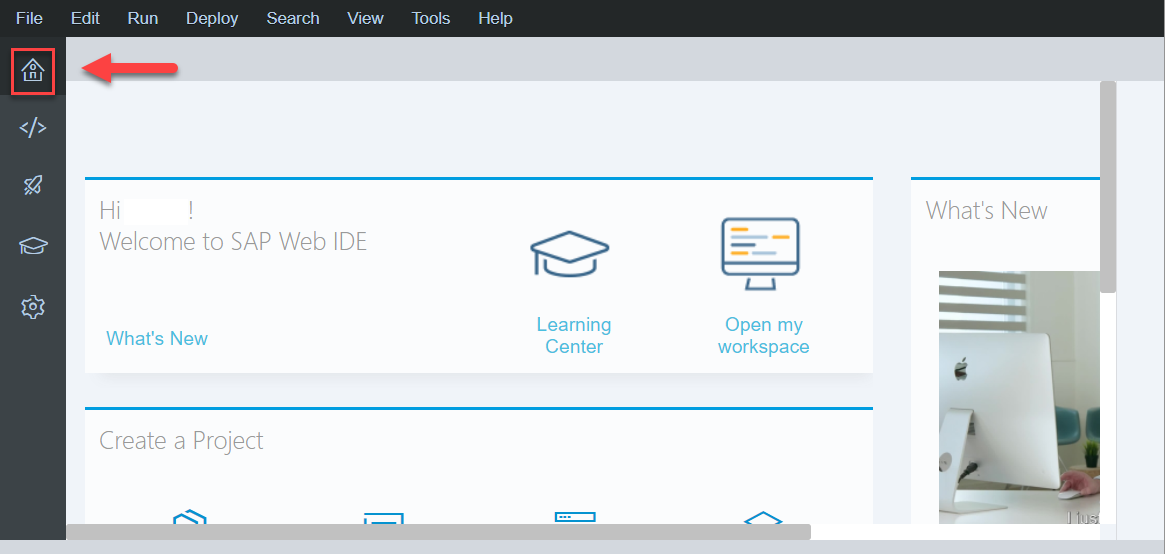 File Edit Run Deploy Search View Tools Help
Hi !
Welcome to SAP Web IDE
What's New
Learning
Center
Open my
workspace
What's New
Create a Project
I just